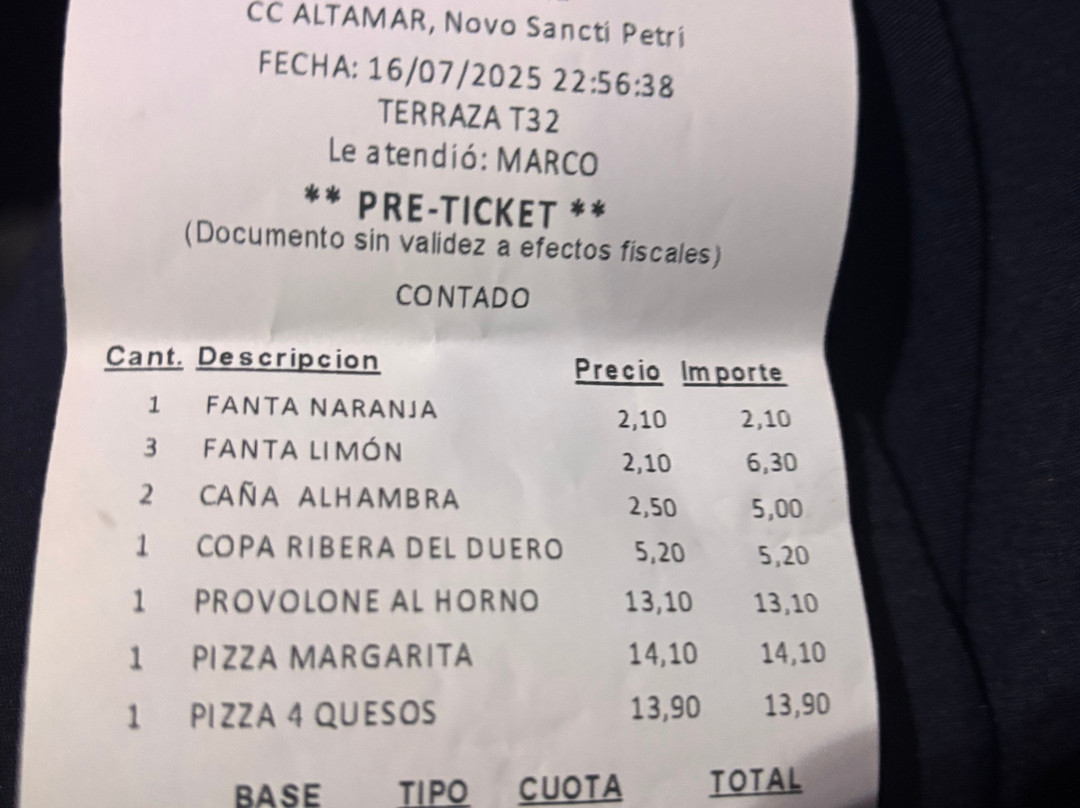 CC ALTAMAR, Novo Sancti Petri
FECHA: 16/07/2025 22:56:38
TERRAZA T32
Le atendió: MARCO
** PRE-TICKET **
(Documento sin validez a efectos fiscales)
CONTADO
Cant. Descripcion Precio Importe
1 FANTA NARANJA 2,10 2,10
3 FANTA LIMÓN 2,10 6,30
2 CAÑA ALHAMBRA 2,50 5,00
1 COPA RIBERA DEL DUERO 5,20 5,20
1 PROVOLONE AL HORNO 13,10 13,10
1 PIZZA MARGARITA 14,10 14,10
1 PIZZA 4 QUESOS 13,90 13,90
BASE TIPO CUOTA TOTAL